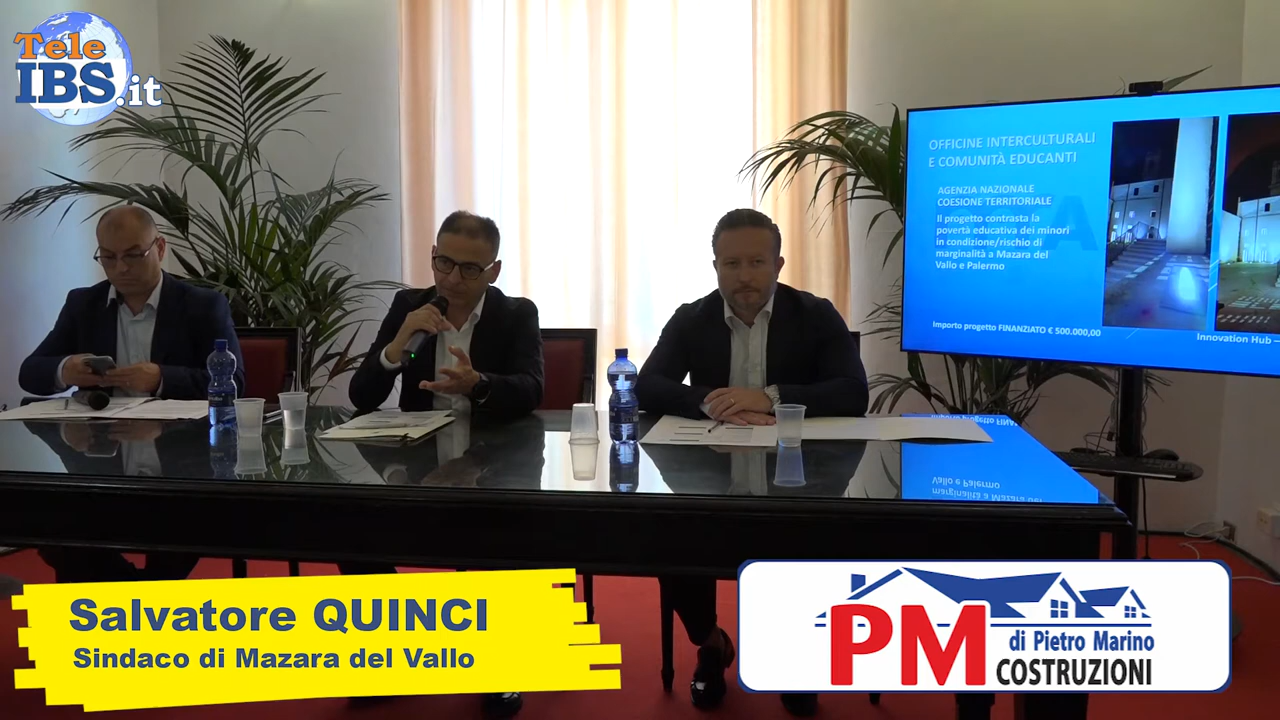 Tele
IBS.it
OFFICINE INTERCULTURALI
E COMUNITÀ EDUCANTI
AGENZIA NAZIONALE
COESIONE TERRITORIALE
Il progetto contrasta la
povertà educativa dei minori
in condizione/rischio di
marginalità a Mazara del
Vallo e Palermo
Importo progetto FINANZIATO € 500.000,00
Innovation Hub –
Salvatore QUINCI
Sindaco di Mazara del Vallo
PM
di Pietro Marino
COSTRUZIONI